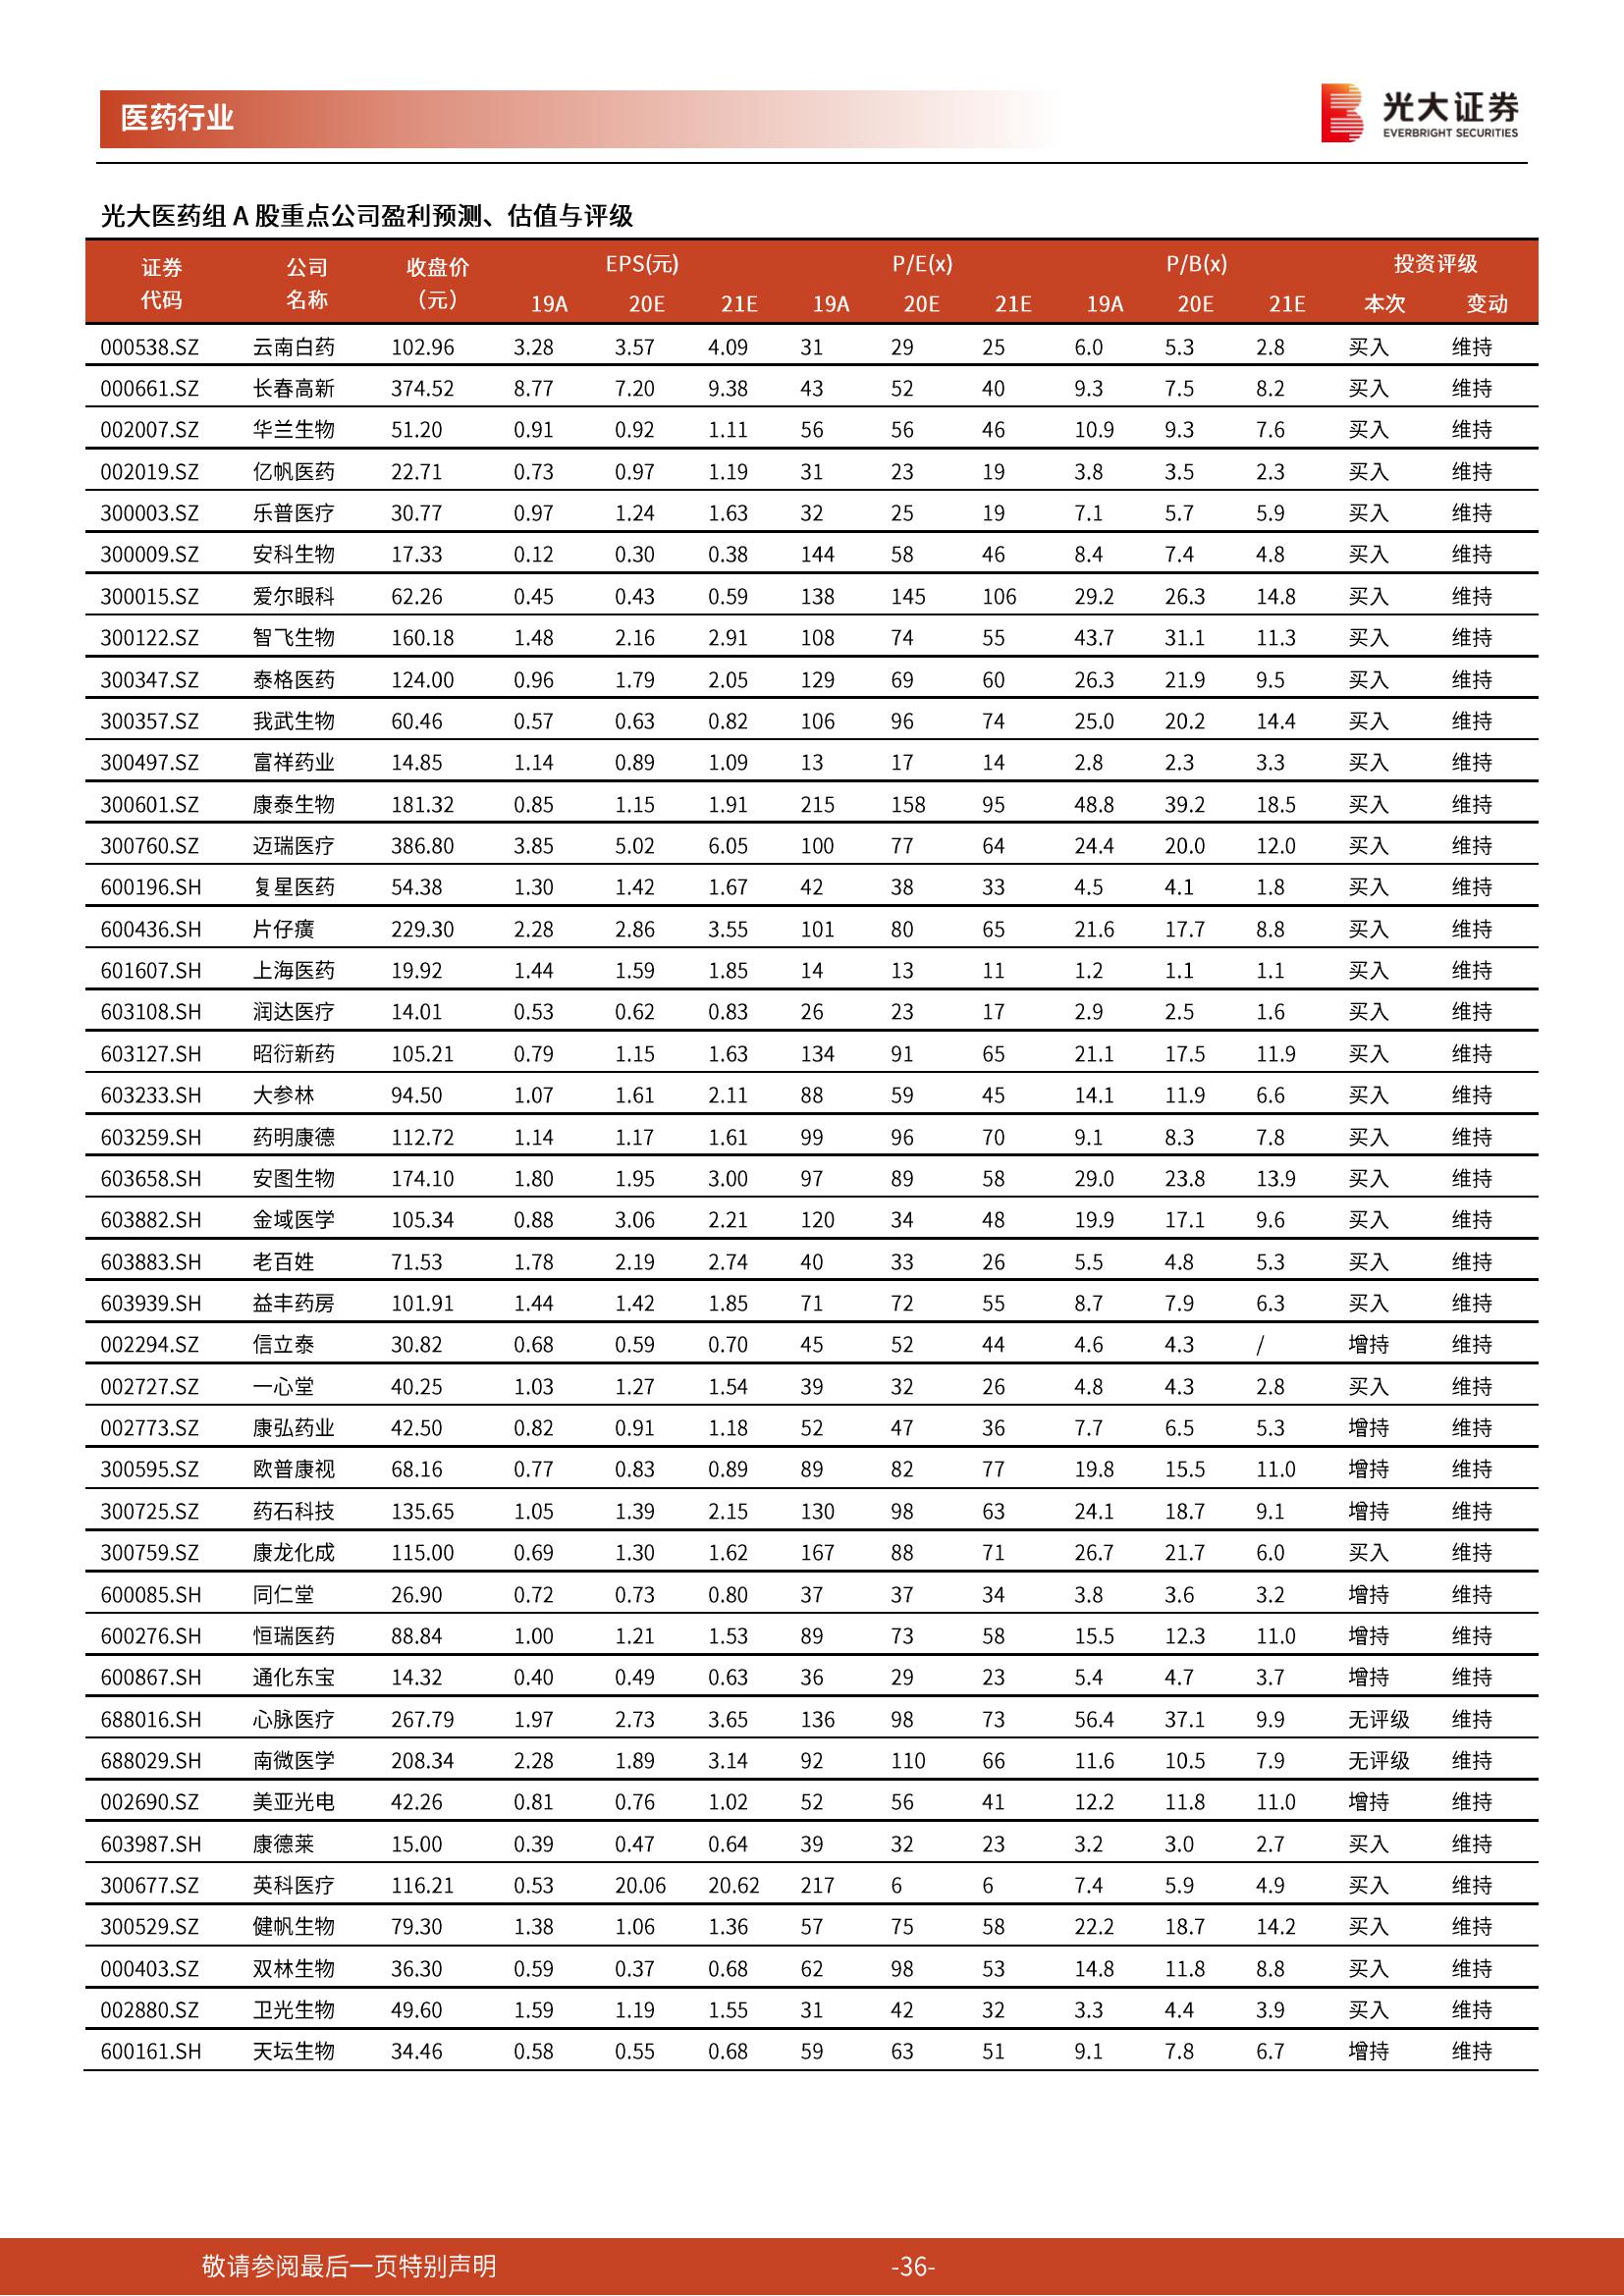 医药行业
光大证券
EVERBRIGHT SECURITIES
光大医药组 A 股重点公司盈利预测、估值与评级
证券 公司 收盘价 EPS(元) P/E(x) P/B(x) 投资评级
代码 名称 （元） 19A 20E 21E 19A 20E 21E 19A 20E 21E 本次 变动
000538.SZ 云南白药 102.96 3.28 3.57 4.09 31 29 25 6.0 5.3 2.8 买入 维持
000661.SZ 长春高新 374.52 8.77 7.20 9.38 43 52 40 9.3 7.5 8.2 买入 维持
002007.SZ 华兰生物 51.20 0.91 0.92 1.11 56 56 46 10.9 9.3 7.6 买入 维持
002019.SZ 亿帆医药 22.71 0.73 0.97 1.19 31 23 19 3.8 3.5 2.3 买入 维持
300003.SZ 乐普医疗 30.77 0.97 1.24 1.63 32 25 19 7.1 5.7 5.9 买入 维持
300009.SZ 安科生物 17.33 0.12 0.30 0.38 144 58 46 8.4 7.4 4.8 买入 维持
300015.SZ 爱尔眼科 62.26 0.45 0.43 0.59 138 145 106 29.2 26.3 14.8 买入 维持
300122.SZ 智飞生物 160.18 1.48 2.16 2.91 108 74 55 43.7 31.1 11.3 买入 维持
300347.SZ 泰格医药 124.00 0.96 1.79 2.05 129 69 60 26.3 21.9 9.5 买入 维持
300357.SZ 我武生物 60.46 0.57 0.63 0.82 106 96 74 25.0 20.2 14.4 买入 维持
300497.SZ 富祥药业 14.85 1.14 0.89 1.09 13 17 14 2.8 2.3 3.3 买入 维持
300601.SZ 康泰生物 181.32 0.85 1.15 1.91 215 158 95 48.8 39.2 18.5 买入 维持
300760.SZ 迈瑞医疗 386.80 3.85 5.02 6.05 100 77 64 24.4 20.0 12.0 买入 维持
600196.SH 复星医药 54.38 1.30 1.42 1.67 42 38 33 4.5 4.1 1.8 买入 维持
600436.SH 片仔癀 229.30 2.28 2.86 3.55 101 80 65 21.6 17.7 8.8 买入 维持
601607.SH 上海医药 19.92 1.44 1.59 1.85 14 13 11 1.2 1.1 1.1 买入 维持
603108.SH 润达医疗 14.01 0.53 0.62 0.83 26 23 17 2.9 2.5 1.6 买入 维持
603127.SH 昭衍新药 105.21 0.79 1.15 1.63 134 91 65 21.1 17.5 11.9 买入 维持
603233.SH 大参林 94.50 1.07 1.61 2.11 88 59 45 14.1 11.9 6.6 买入 维持
603259.SH 药明康德 112.72 1.14 1.17 1.61 99 96 70 9.1 8.3 7.8 买入 维持
603658.SH 安图生物 174.10 1.80 1.95 3.00 97 89 58 29.0 23.8 13.9 买入 维持
603882.SH 金域医学 105.34 0.88 3.06 2.21 120 34 48 19.9 17.1 9.6 买入 维持
603883.SH 老百姓 71.53 1.78 2.19 2.74 40 33 26 5.5 4.8 5.3 买入 维持
603939.SH 益丰药房 101.91 1.44 1.42 1.85 71 72 55 8.7 7.9 6.3 买入 维持
002294.SZ 信立泰 30.82 0.68 0.59 0.70 45 52 44 4.6 4.3 / 增持 维持
002727.SZ 一心堂 40.25 1.03 1.27 1.54 39 32 26 4.8 4.3 2.8 买入 维持
002773.SZ 康弘药业 42.50 0.82 0.91 1.18 52 47 36 7.7 6.5 5.3 增持 维持
300595.SZ 欧普康视 68.16 0.77 0.83 0.89 89 82 77 19.8 15.5 11.0 增持 维持
300725.SZ 药石科技 135.65 1.05 1.39 2.15 130 98 63 24.1 18.7 9.1 增持 维持
300759.SZ 康龙化成 115.00 0.69 1.30 1.62 167 88 71 26.7 21.7 6.0 买入 维持
600085.SH 同仁堂 26.90 0.72 0.73 0.80 37 37 34 3.8 3.6 3.2 增持 维持
600276.SH 恒瑞医药 88.84 1.00 1.21 1.53 89 73 58 15.5 12.3 11.0 增持 维持
600867.SH 通化东宝 14.32 0.40 0.49 0.63 36 29 23 5.4 4.7 3.7 增持 维持
688016.SH 心脉医疗 267.79 1.97 2.73 3.65 136 98 73 56.4 37.1 9.9 无评级 维持
688029.SH 南微医学 208.34 2.28 1.89 3.14 92 110 66 11.6 10.5 7.9 无评级 维持
002690.SZ 美亚光电 42.26 0.81 0.76 1.02 52 56 41 12.2 11.8 11.0 增持 维持
603987.SH 康德莱 15.00 0.39 0.47 0.64 39 32 23 3.2 3.0 2.7 买入 维持
300677.SZ 英科医疗 116.21 0.53 20.06 20.62 217 6 6 7.4 5.9 4.9 买入 维持
300529.SZ 健帆生物 79.30 1.38 1.06 1.36 57 75 58 22.2 18.7 14.2 买入 维持
000403.SZ 双林生物 36.30 0.59 0.37 0.68 62 98 53 14.8 11.8 8.8 买入 维持
002880.SZ 卫光生物 49.60 1.59 1.19 1.55 31 42 32 3.3 4.4 3.9 买入 维持
600161.SH 天坛生物 34.46 0.58 0.55 0.68 59 63 51 9.1 7.8 6.7 增持 维持
敬请参阅最后一页特别声明 -36-